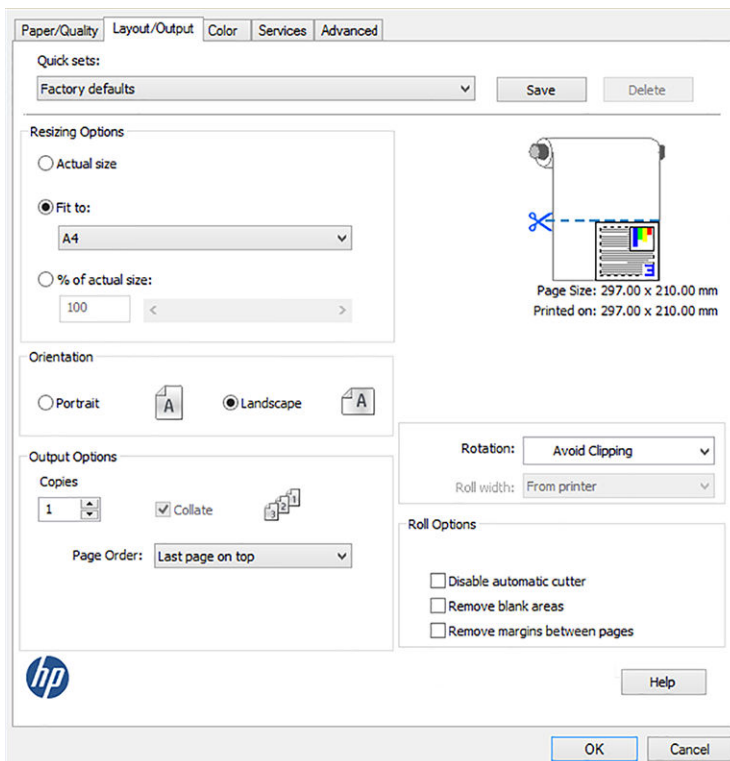 Paper/Quality Layout/Output Color Services Advanced
Quick sets:
Factory defaults Save Delete
Resizing Options
Actual size
Fit to:
A4
% of actual size:
100
Page Size: 297.00 x 210.00 mm
Printed on: 297.00 x 210.00 mm
Orientation
Portrait A Landscape A
Rotation: Avoid Clipping
Roll width: From printer
Output Options
Copies
1 Collate 3 2 1
Page Order: Last page on top
Roll Options
Disable automatic cutter
Remove blank areas
Remove margins between pages
hp
Help
OK Cancel